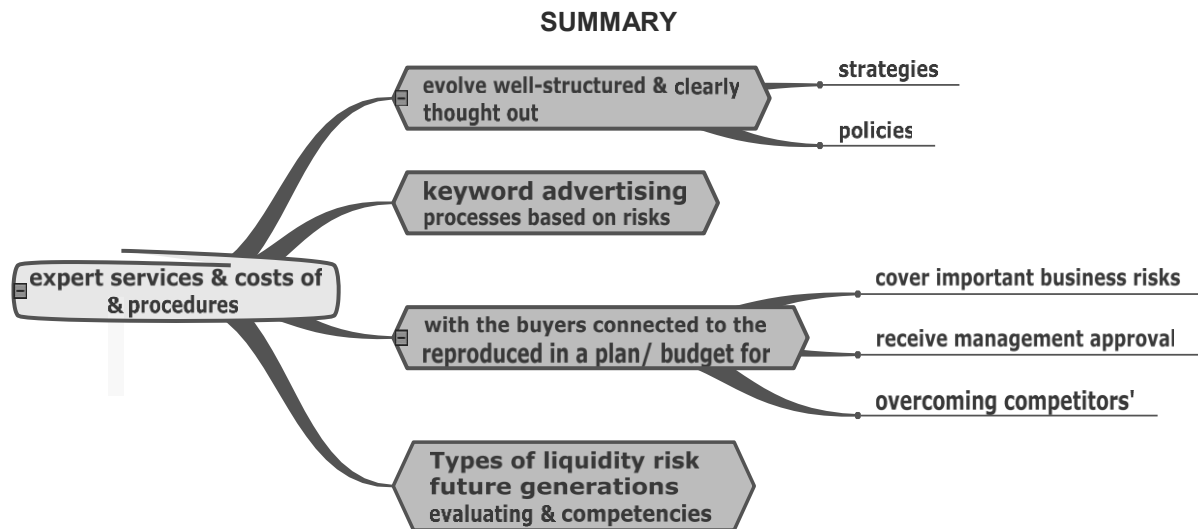 SUMMARY
evolve well-structured & clearly
thought out
strategies
policies
keyword advertising
processes based on risks
expert services & costs of
& procedures
with the buyers connected to the
reproduced in a plan/ budget for
cover important business risks
receive management approval
overcoming competitors'
Types of liquidity risk
future generations
evaluating & competencies